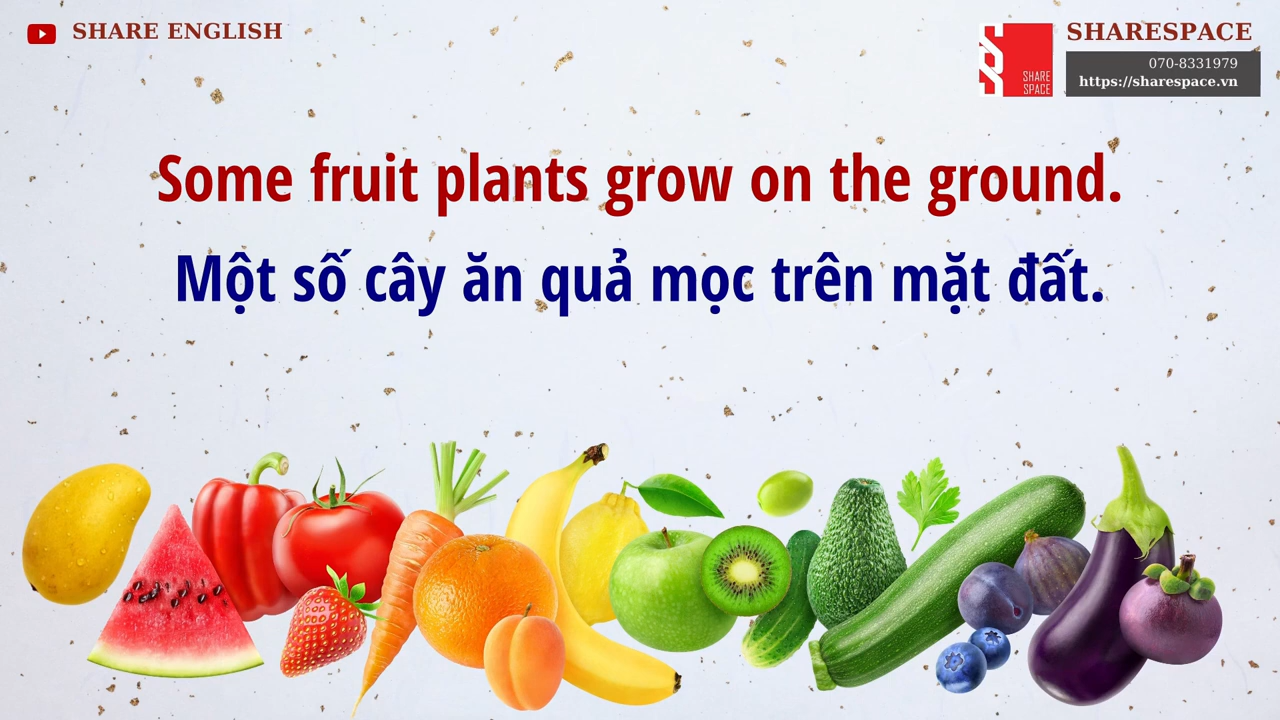 SHARE ENGLISH
SHARE SPACE
SHARESPACE
070-8331979
https://sharespace.vn
Some fruit plants grow on the ground.
Một số cây ăn quả mọc trên mặt đất.